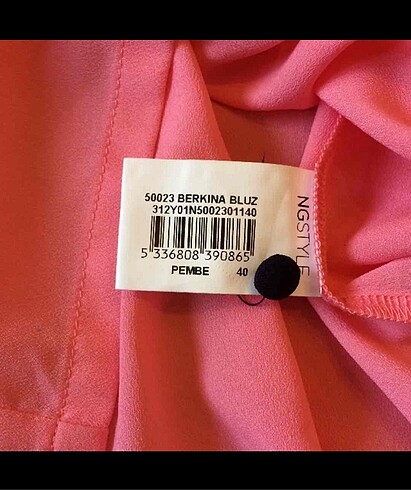 50023 BERKINA BLUZ
312Y01N5002301140
5 336808 390865
PEMBE 40
NGSTYLE